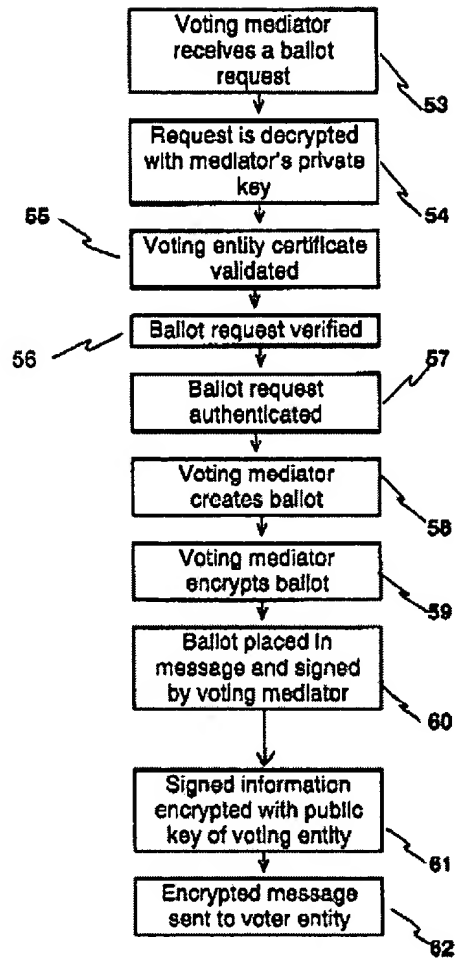 Voting mediator
receives a ballot
request
53
Request is decrypted
with mediator's private
key
54
55
Voting entity certificate
validated
Ballot request verified
56
57
Ballot request
authenticated
Voting mediator
creates ballot
58
Voting mediator
encrypts ballot
59
Ballot placed in
message and signed
by voting mediator
60
Signed information
encrypted with public
key of voting entity
61
Encrypted message
sent to voter entity
62